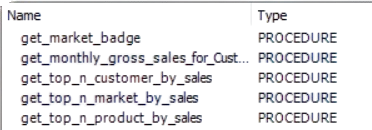 Name Type
get_market_badge PROCEDURE
get_monthly_gross_sales_for_Cust... PROCEDURE
get_top_n_customer_by_sales PROCEDURE
get_top_n_market_by_sales PROCEDURE
get_top_n_product_by_sales PROCEDURE